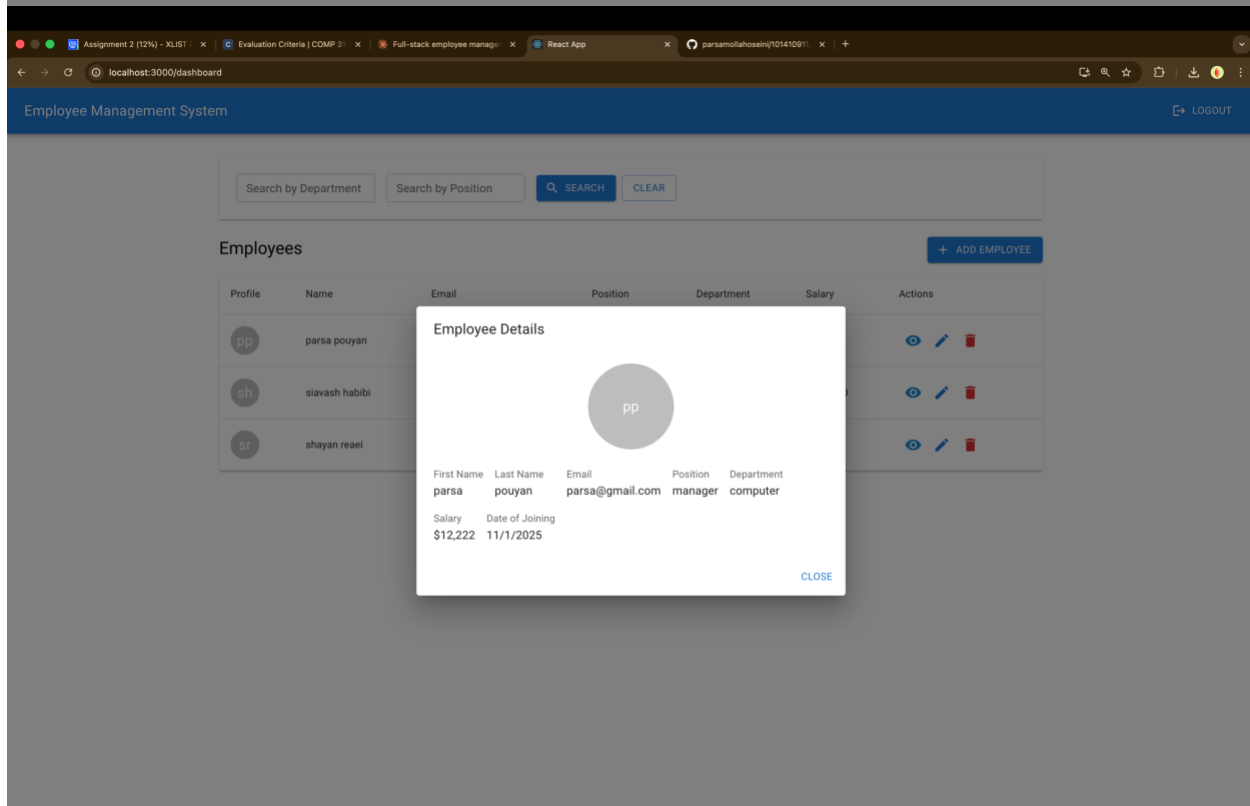 Assignment 2 (12%) - XLIST
Evaluation Criteria | COMP 31
Full-stack employee manage
React App
parsamollahoseinj/101410911
localhost:3000/dashboard
Employee Management System
LOGOUT
Search by Department
Search by Position
SEARCH
CLEAR
Employees
ADD EMPLOYEE
Profile Name Email Position Department Salary Actions
pp parsa pouyan
sh siavash habibi
sr shayan reaei
Employee Details
pp
First Name Last Name Email Position Department
parsa pouyan parsa@gmail.com manager computer
Salary Date of Joining
$12,222 11/1/2025
CLOSE